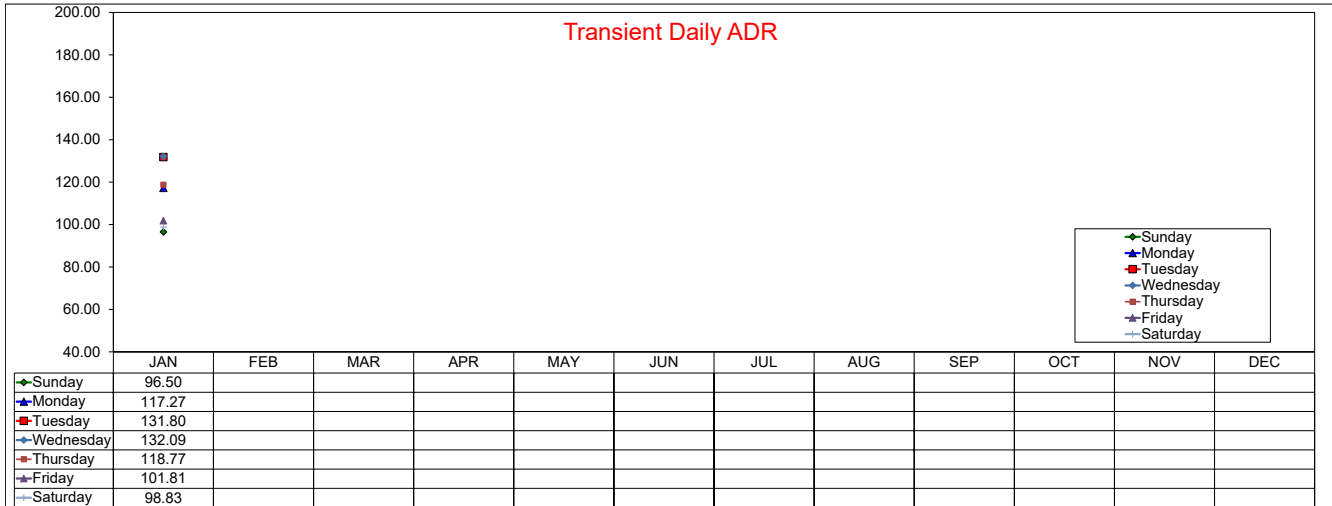 Transient Daily ADR
200.00
180.00
160.00
140.00
120.00
100.00
80.00
60.00
40.00
Sunday
Monday
Tuesday
Wednesday
Thursday
Friday
Saturday
JAN FEB MAR APR MAY JUN JUL AUG SEP OCT NOV DEC
Sunday 96.50
Monday 117.27
Tuesday 131.80
Wednesday 132.09
Thursday 118.77
Friday 101.81
Saturday 98.83